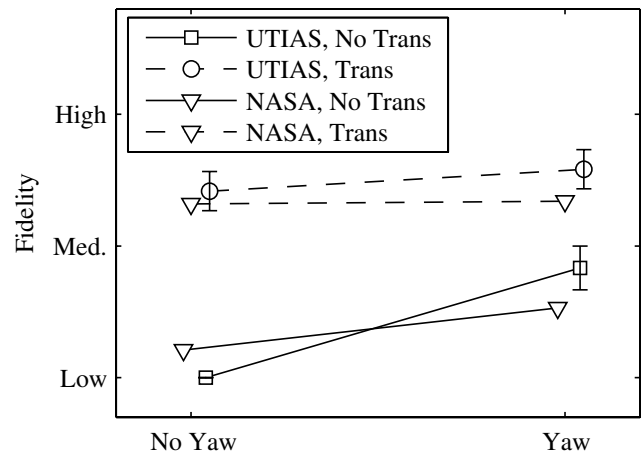 UTIAS, No Trans
UTIAS, Trans
NASA, No Trans
NASA, Trans
High
Med.
Low
Fidelity
No Yaw
Yaw